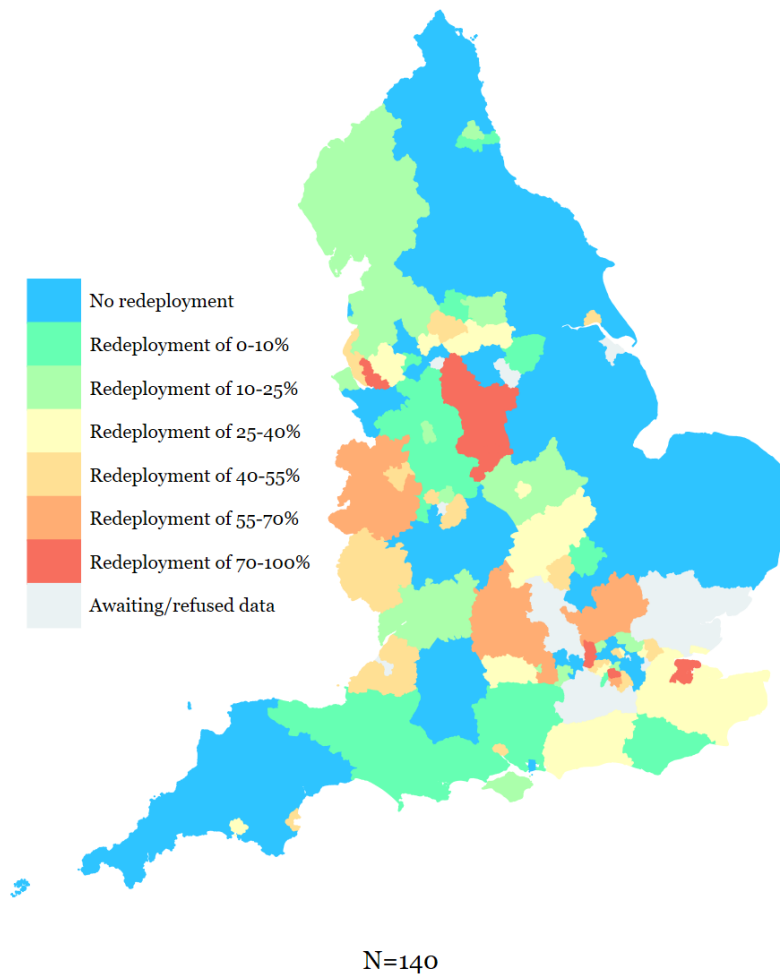 No redeployment
Redeployment of 0-10%
Redeployment of 10-25%
Redeployment of 25-40%
Redeployment of 40-55%
Redeployment of 55-70%
Redeployment of 70-100%
Awaiting/refused data
N=140